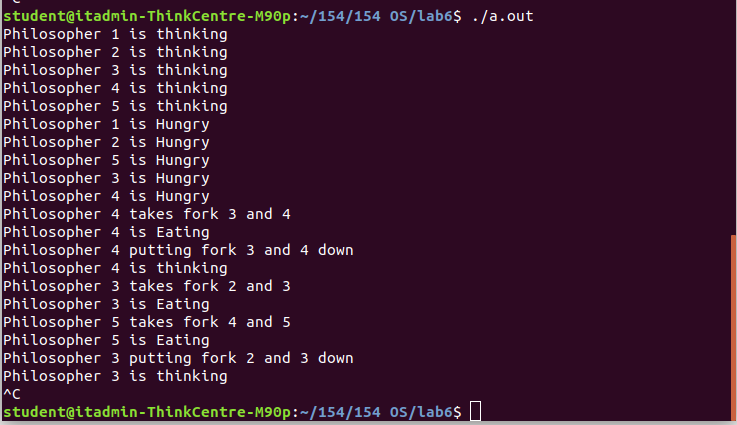 ^C
student@itadmin-ThinkCentre-M90p:~/154/154 OS/lab6$ ./a.out
Philosopher 1 is thinking
Philosopher 2 is thinking
Philosopher 3 is thinking
Philosopher 4 is thinking
Philosopher 5 is thinking
Philosopher 1 is Hungry
Philosopher 2 is Hungry
Philosopher 5 is Hungry
Philosopher 3 is Hungry
Philosopher 4 is Hungry
Philosopher 4 takes fork 3 and 4
Philosopher 4 is Eating
Philosopher 4 putting fork 3 and 4 down
Philosopher 4 is thinking
Philosopher 3 takes fork 2 and 3
Philosopher 3 is Eating
Philosopher 5 takes fork 4 and 5
Philosopher 5 is Eating
Philosopher 3 putting fork 2 and 3 down
Philosopher 3 is thinking
^C
student@itadmin-ThinkCentre-M90p:~/154/154 OS/lab6$